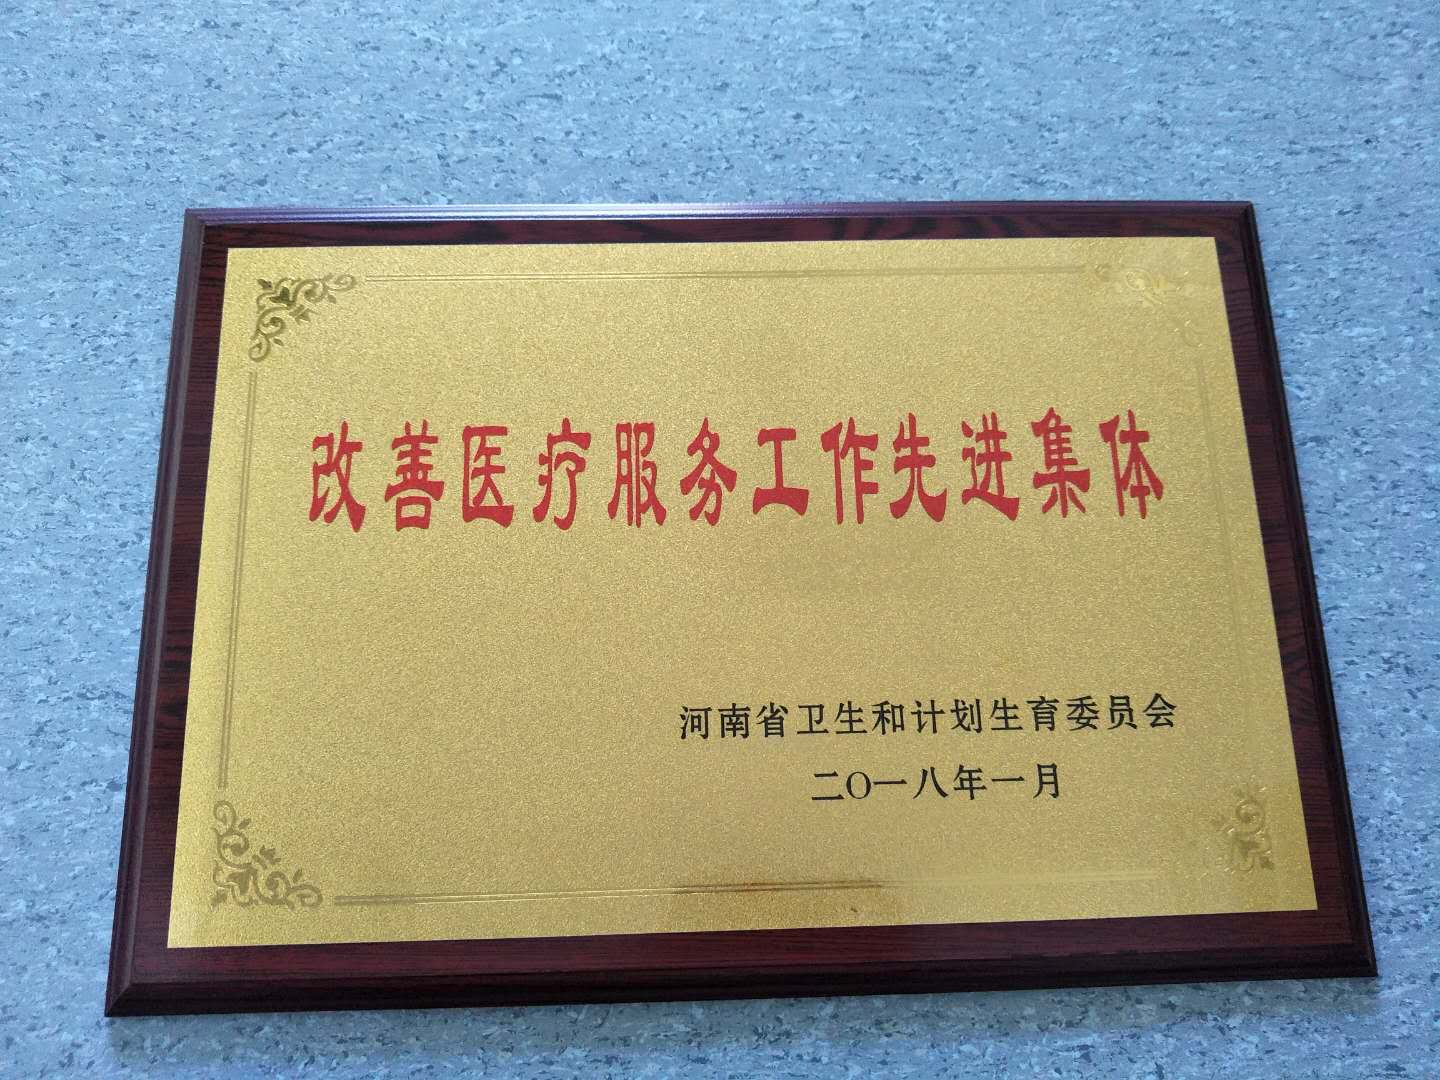 改善医疗服务工作先进集体
河南省卫生和计划生育委员会
二〇一八年一月